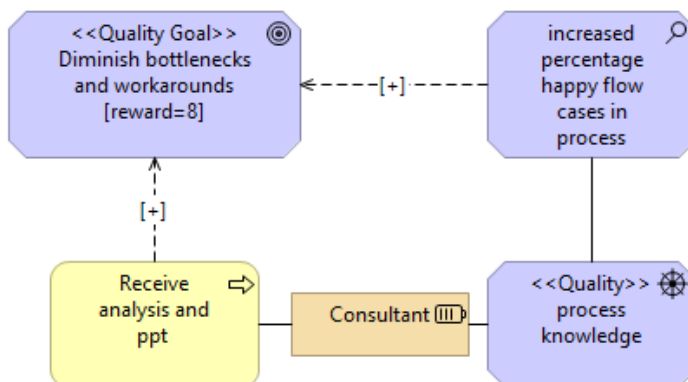 <<Quality Goal>>
Diminish bottlenecks
and workarounds
[reward=8]
increased
percentage
happy flow
cases in
process
[+]
[+]
Receive
analysis and
ppt
Consultant
<<Quality>>
process
knowledge